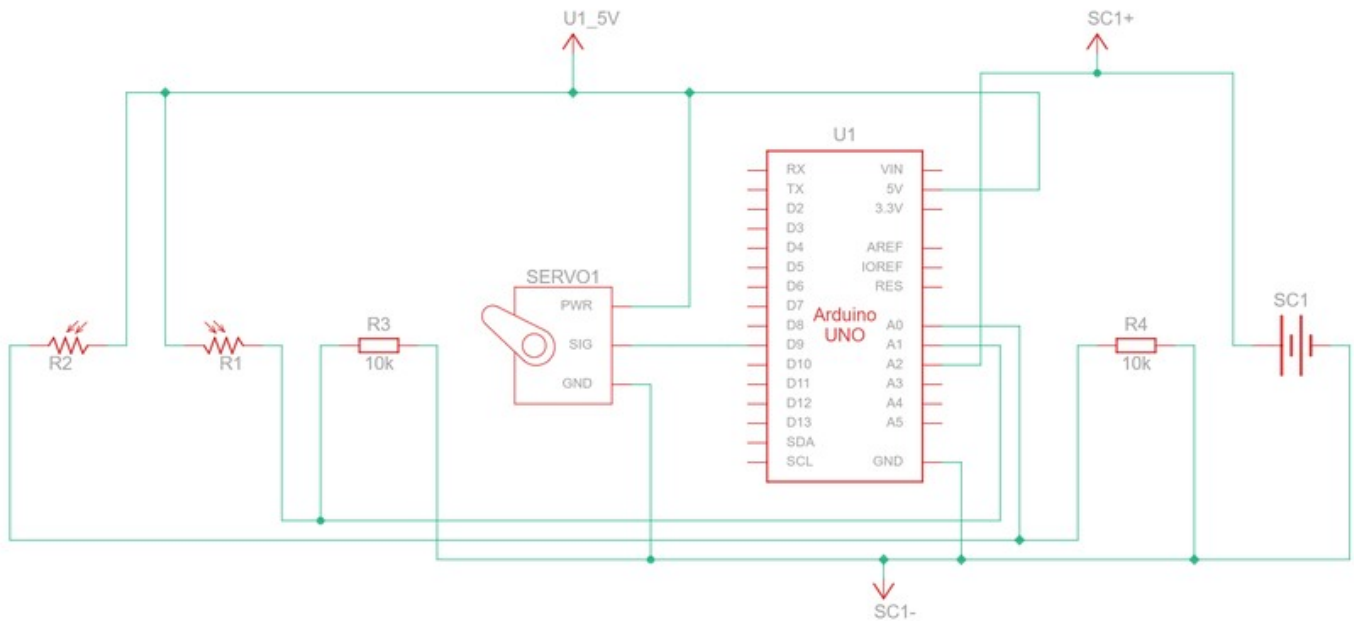 U1_5V
SC1+
U1
RX
VIN
TX
5V
D2
3.3V
D3
D4
AREF
D5
IOREF
D6
RES
D7
D8
A0
D9
A1
D10
A2
D11
A3
D12
A4
D13
A5
SDA
SCL
GND
Arduino
UNO
SERVO1
PWR
SIG
GND
R2
R1
R3
10k
R4
10k
SC1
SC1-